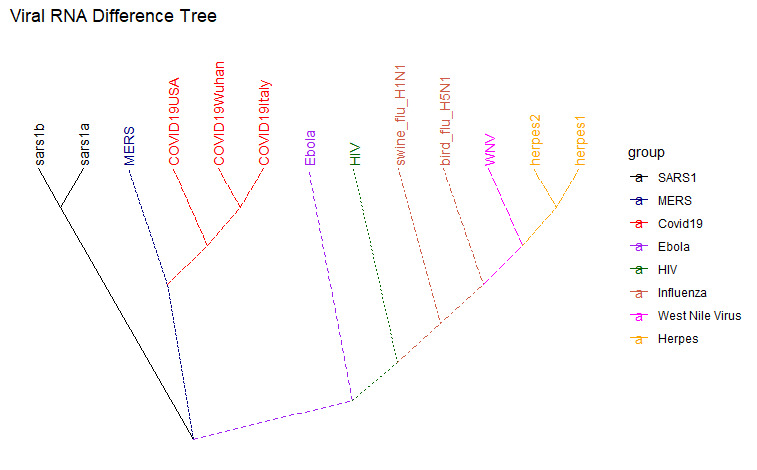 Viral RNA Difference Tree
sars1b
sars1a
MERS
COVID19USA
COVID19Wuhan
COVID19Italy
Ebola
HIV
swine_flu_H1N1
bird_flu_H5N1
WNV
herpes2
herpes1
group
a SARS1
a MERS
a Covid19
a Ebola
a HIV
a Influenza
a West Nile Virus
a Herpes